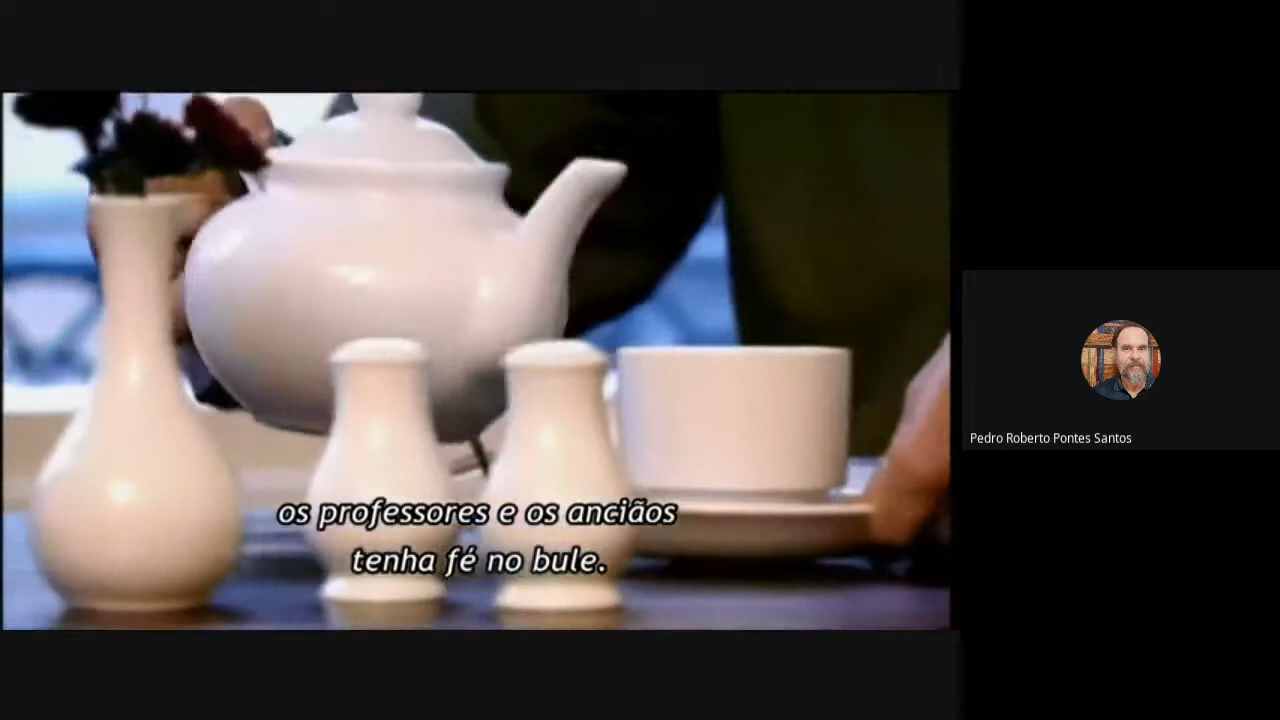 os professores e os anciãos
tenha fé no bule.
Pedro Roberto Pontes Santos